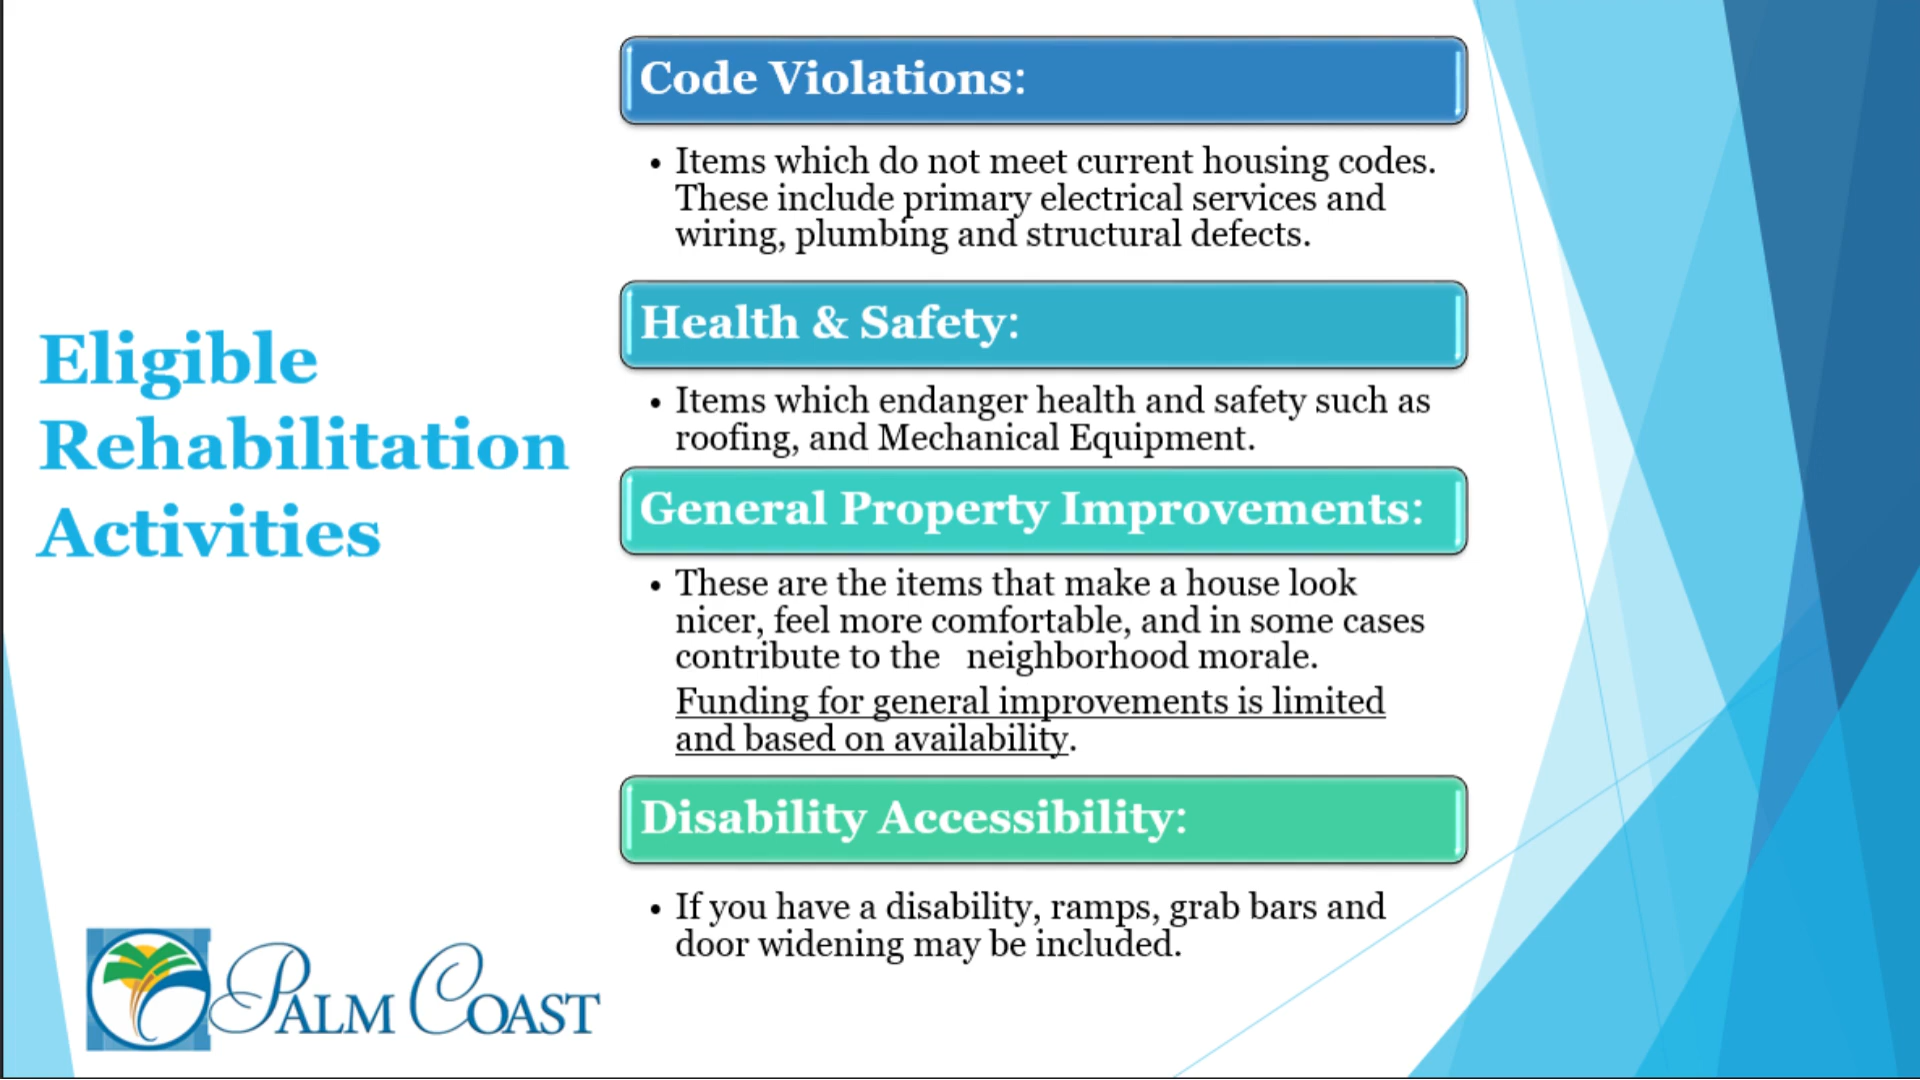 Eligible
Rehabilitation
Activities
Code Violations:
• Items which do not meet current housing codes.
These include primary electrical services and
wiring, plumbing and structural defects.
Health & Safety:
• Items which endanger health and safety such as
roofing, and Mechanical Equipment.
General Property Improvements:
• These are the items that make a house look
nicer, feel more comfortable, and in some cases
contribute to the   neighborhood morale.
Funding for general improvements is limited
and based on availability.
Disability Accessibility:
• If you have a disability, ramps, grab bars and
door widening may be included.
PALM COAST